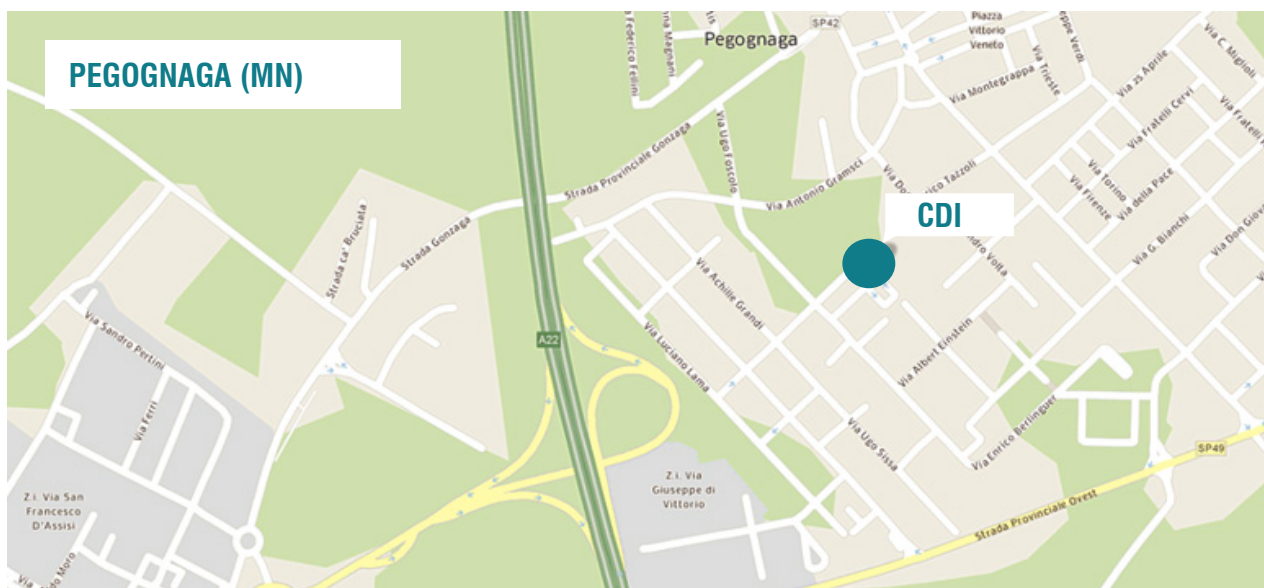 PEGOGNAGA (MN)
Pegognaga
SP42
Piazza
Vittorio
Veneto
Via Trieste
Via Montegrappa
Via 25 Aprile
Via C. Miglioli
Via Fratelli Cervi
Via Torino
Via Firenze
Via della Pace
Via G. Bianchi
Via Ugo Foscolo
Strada Provinciale Gonzaga
Via Antonio Gramsci
CDI
Strada ca' Bruciata
Strada Gonzaga
Via Achille Grandi
Via Luciano Lama
Via Albert Einstein
Via Sandro Pertini
Via Ferri
A22
Via Ugo Sissa
Via Enrico Berlinguer
SP49
Strada Provinciale Ovest
Z.i. Via
Giuseppe di
Vittorio
Z.i. Via San
Francesco
D'Assisi